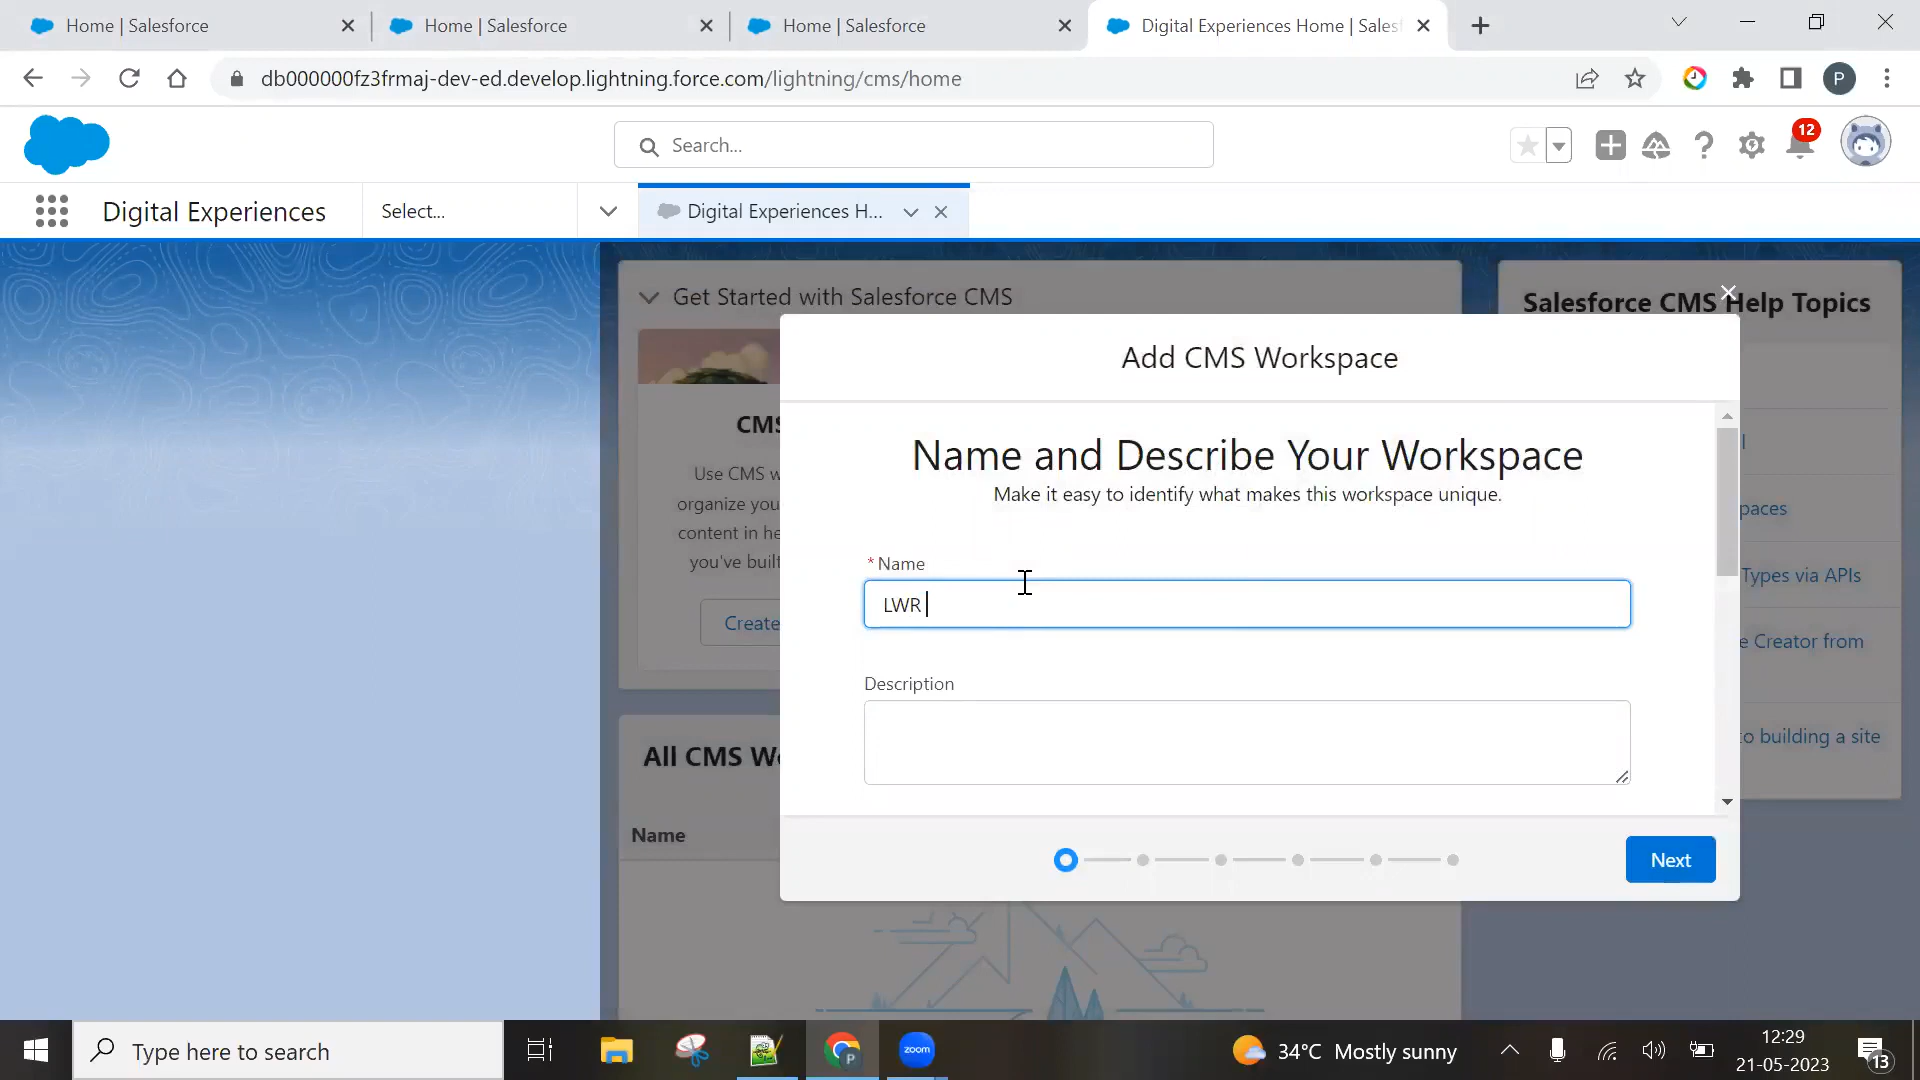 Home | Salesforce
Home | Salesforce
Home | Salesforce
Digital Experiences Home | Sales
db000000fz3frmaj-dev-ed.develop.lightning.force.com/lightning/cms/home
P
Search...
12
Digital Experiences
Select...
Digital Experiences H...
Get Started with Salesforce CMS
Salesforce CMS Help Topics
Add CMS Workspace
Name and Describe Your Workspace
Make it easy to identify what makes this workspace unique.
* Name
LWR
Description
Next
CMS
Use CMS w
organize you
content in he
you've buil
Create
paces
Types via APIs
e Creator from
o building a site
All CMS Wo
Name
Type here to search
P
zoom
34°C Mostly sunny
12:29
21-05-2023
13